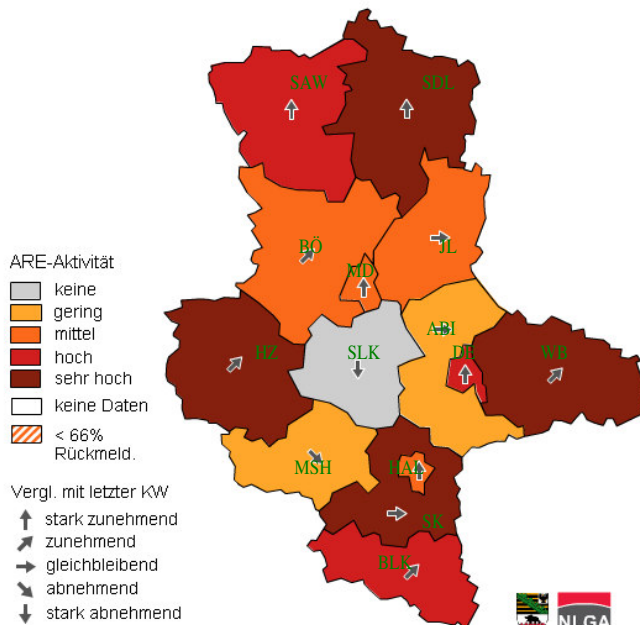 SAW
SDL
BÖ
JL
MD
ARE-Aktivität
keine
gering
mittel
hoch
sehr hoch
keine Daten
< 66%
Rückmeld.
HZ
SLK
ABI
DE
WB
MSH
HAL
SK
BLK
Vergl. mit letzter KW
stark zunehmend
zunehmend
gleichbleibend
abnehmend
stark abnehmend
NLGA